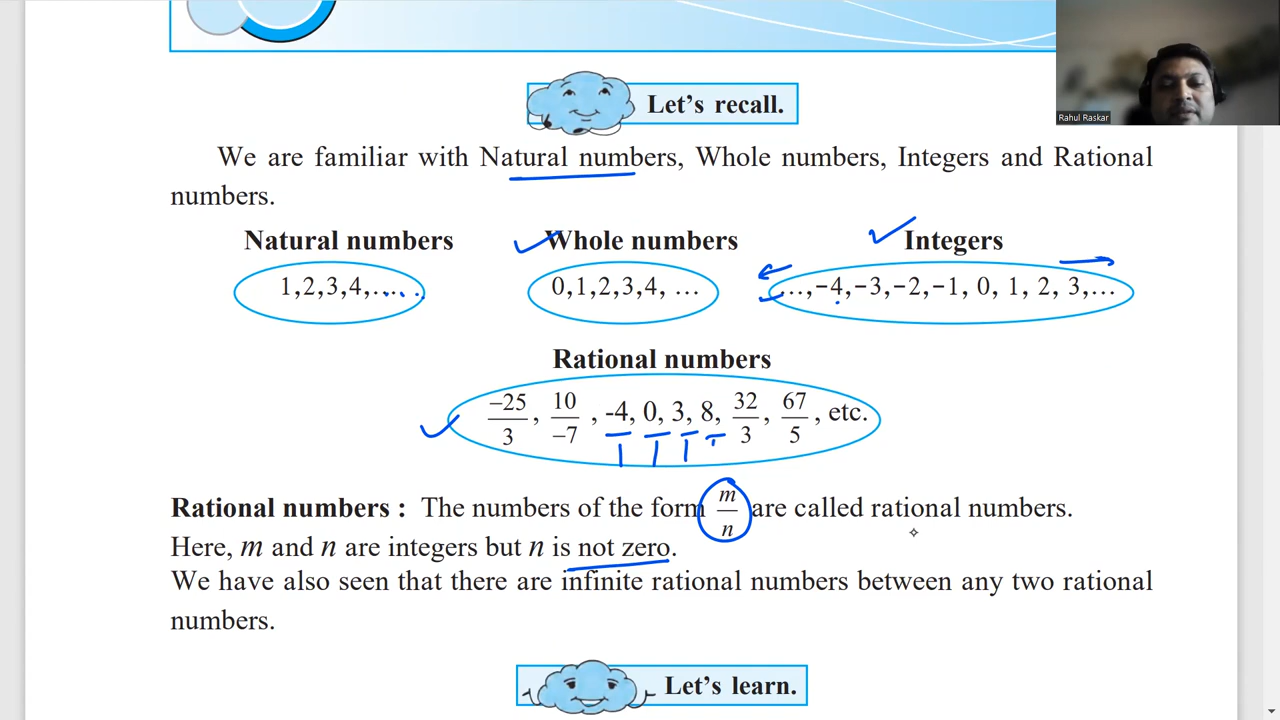 Let's recall.
Rahul Raskar
We are familiar with Natural numbers, Whole numbers, Integers and Rational
numbers.
Natural numbers Whole numbers Integers
1,2,3,4,... 0,1,2,3,4, ... ...,−4,−3,−2,−1, 0, 1, 2, 3,...
Rational numbers
−25/3, 10/−7, -4, 0, 3, 8, 32/3, 67/5, etc.
Rational numbers : The numbers of the form m/n are called rational numbers.
Here, m and n are integers but n is not zero.
We have also seen that there are infinite rational numbers between any two rational
numbers.
Let's learn.